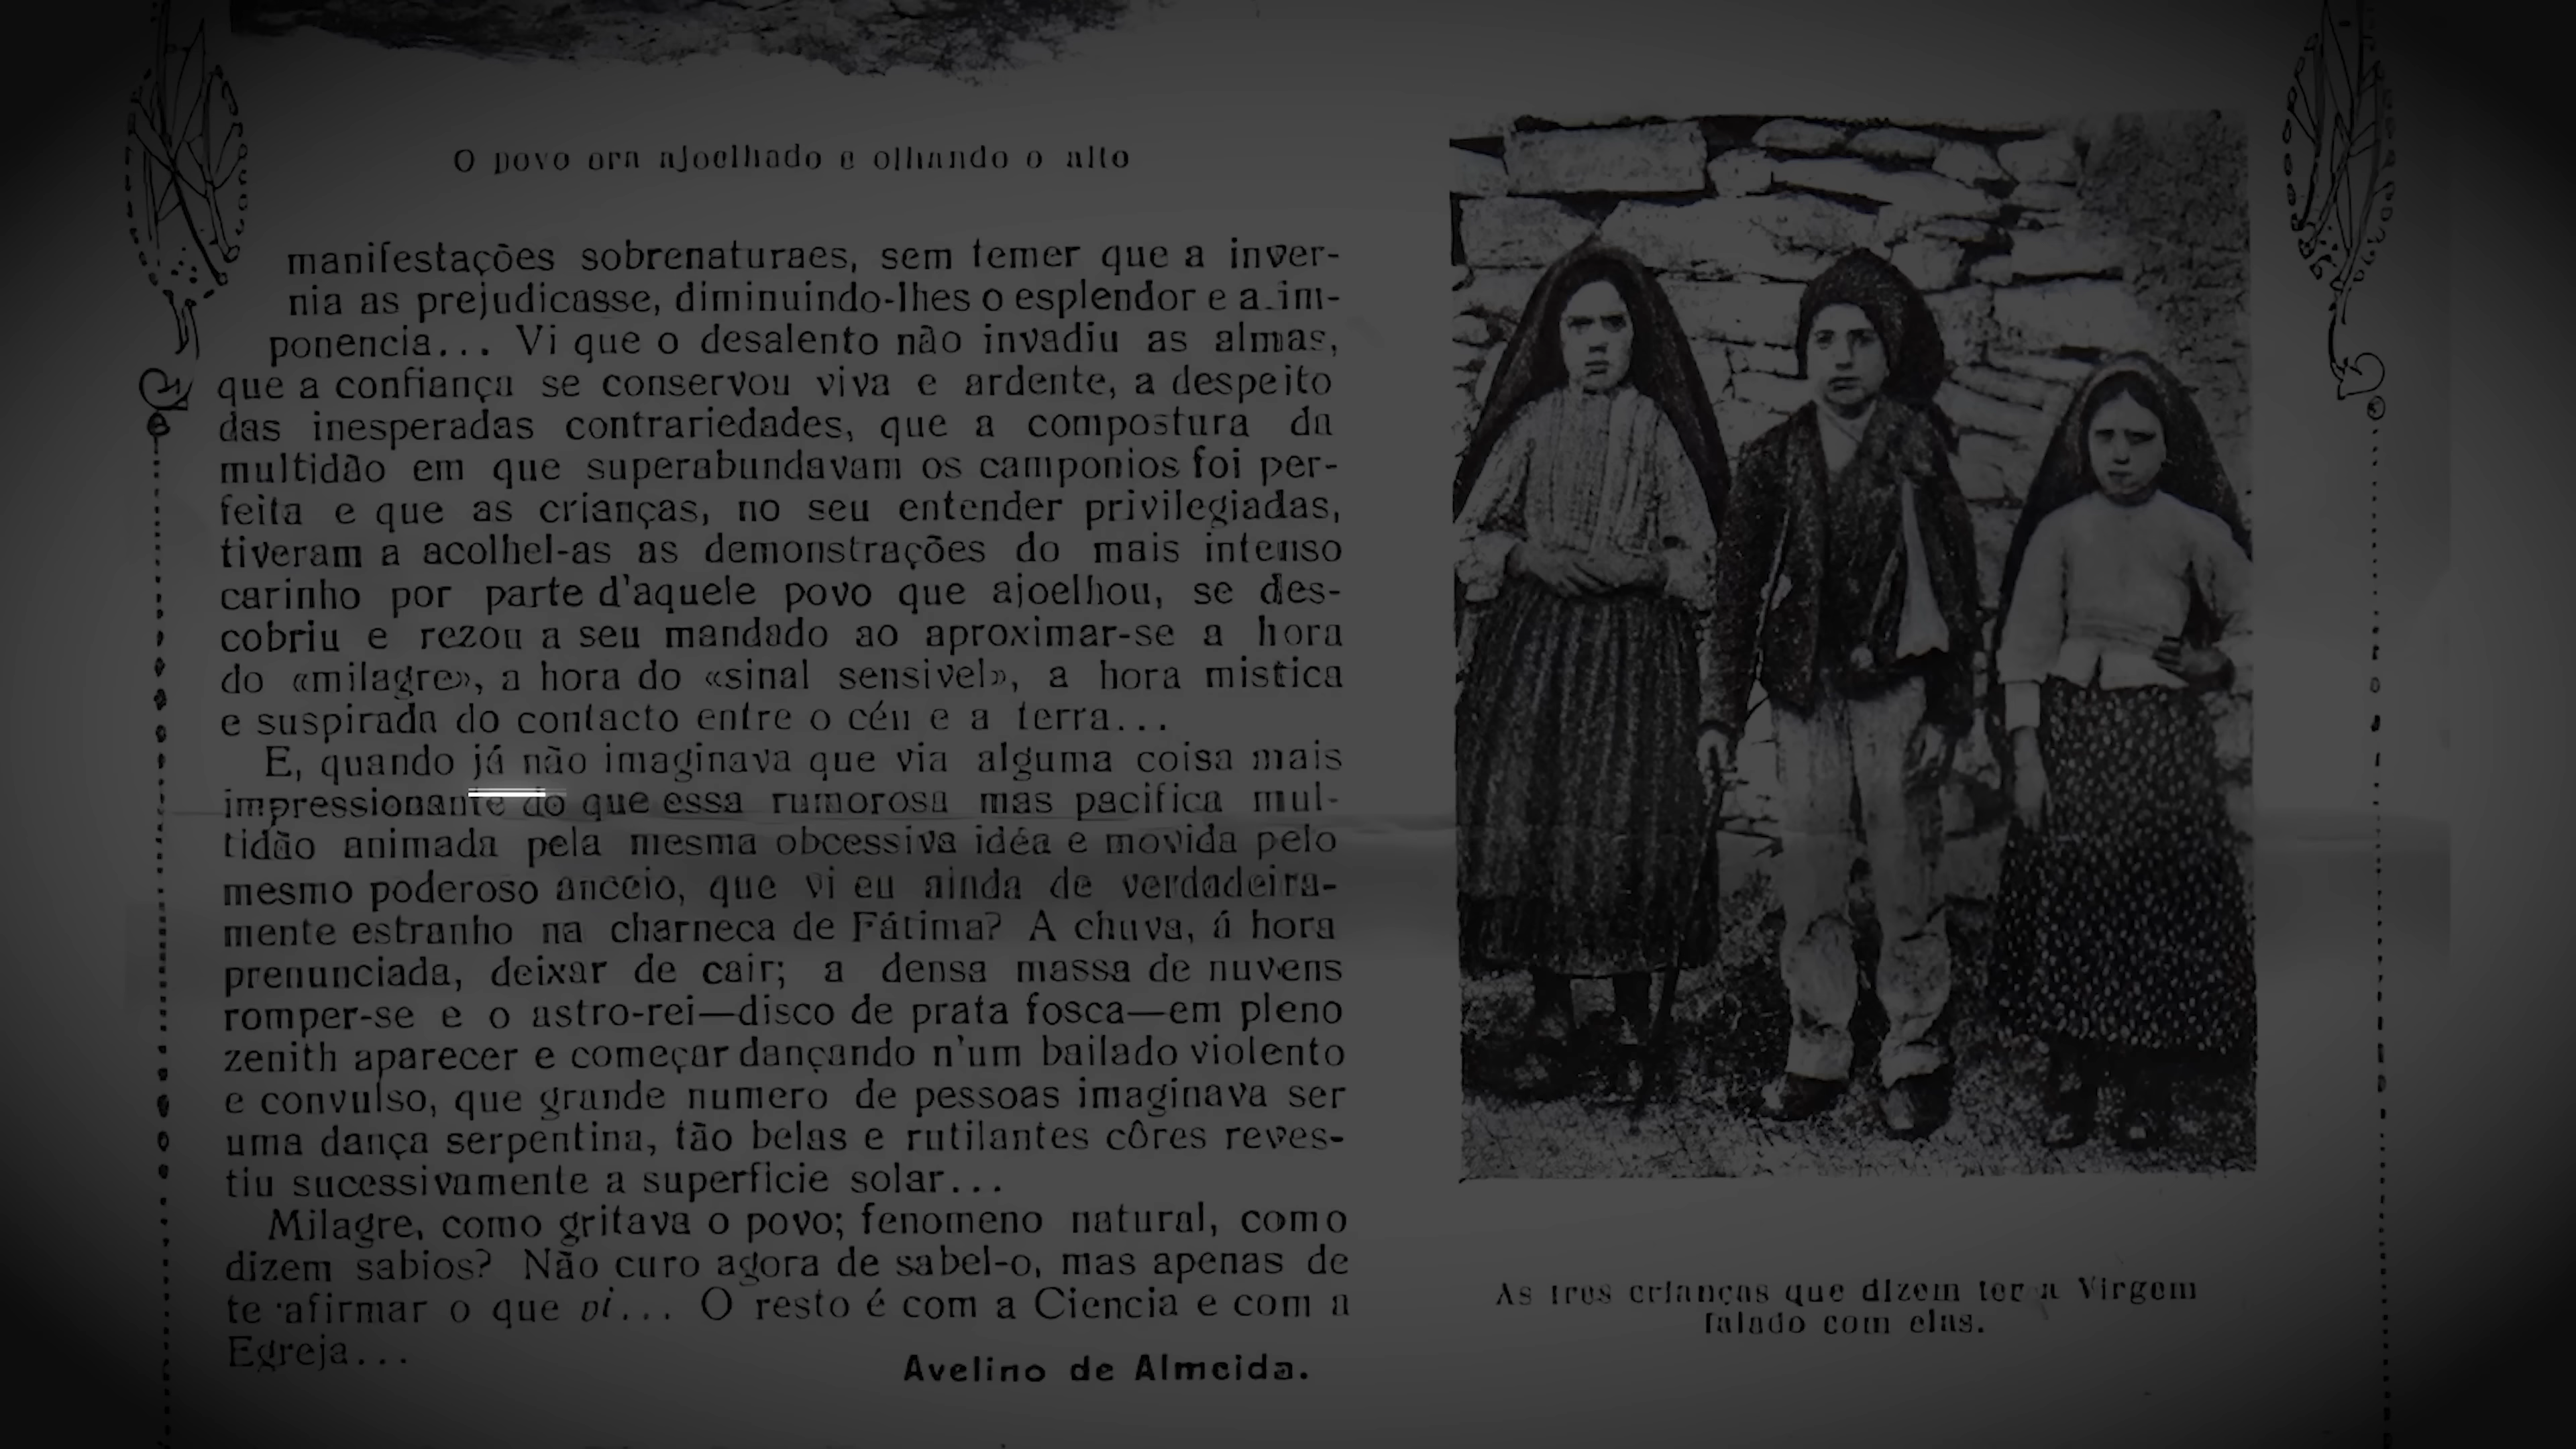 O povo ora ajoelhado e olhando o alto
manifestações sobrenaturaes, sem temer que a inver-
nia as prejudicasse, diminuindo-lhes o esplendor e a im-
ponencia... Vi que o desalento não invadiu as almas,
que a confiança se conservou viva e ardente, a despeito
das inesperadas contrariedades, que a compostura da
multidão em que superabundavam os camponios foi per-
feita e que as crianças, no seu entender privilegiadas,
tiveram a acolhel-as as demonstrações do mais intenso
carinho por parte d'aquele povo que ajoelhou, se des-
cobriu e rezou a seu mandado ao aproximar-se a hora
do «milagre», a hora do «sinal sensivel», a hora mistica
e suspirada do contacto entre o céu e a terra...
E, quando já não imaginava que via alguma coisa mais
impressionante do que essa rumorosa mas pacifica mul-
tidão animada pela mesma obcessiva idéa e movida pelo
mesmo poderoso anceio, que vi eu ainda de verdadeira-
mente estranho na charneca de Fátima? A chuva, á hora
prenunciada, deixar de cair; a densa massa de nuvens
romper-se e o astro-rei—disco de prata fosca—em pleno
zenith aparecer e começar dançando n'um bailado violento
e convulso, que grande numero de pessoas imaginava ser
uma dança serpentina, tão belas e rutilantes côres reves-
tiu sucessivamente a superficie solar...
Milagre, como gritava o povo; fenomeno natural, como
dizem sabios? Não curo agora de sabel-o, mas apenas de
te afirmar o que vi... O resto é com a Ciencia e com a
Egreja...
Avelino de Almeida.
As tres crianças que dizem ter a Virgem
falado com elas.